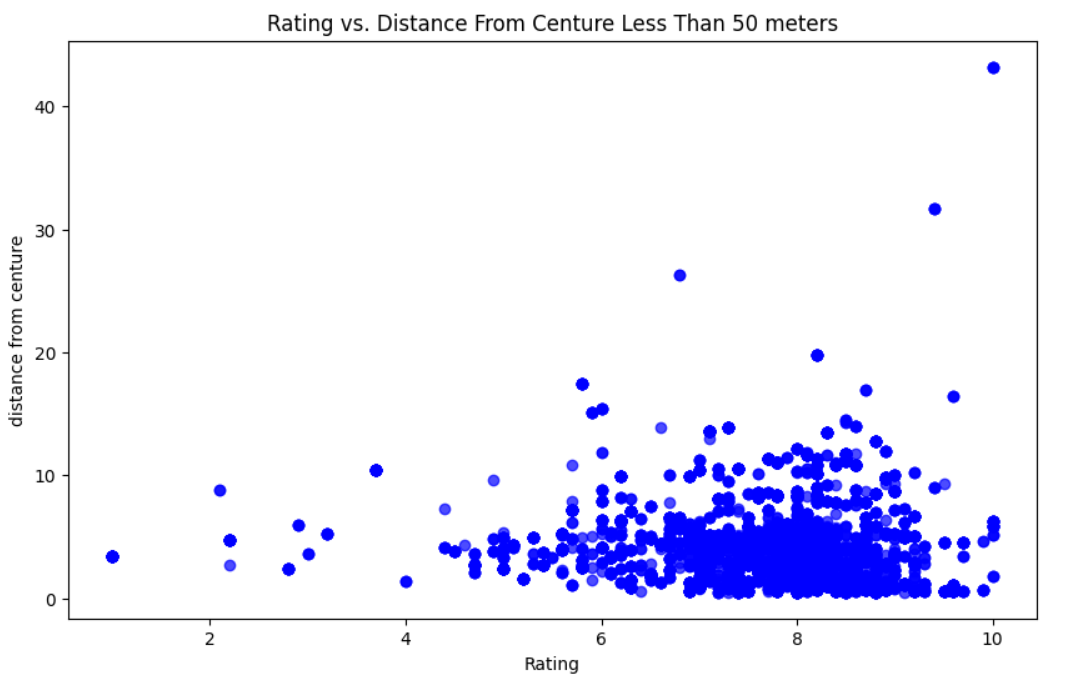 Rating vs. Distance From Centure Less Than 50 meters
distance from centure
40
30
20
10
0
2 4 6 8 10
Rating